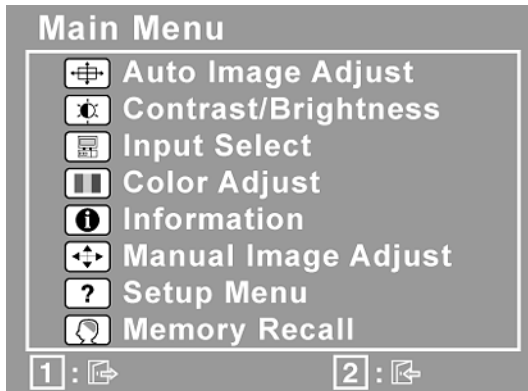 Main Menu
Auto Image Adjust
Contrast/Brightness
Input Select
Color Adjust
i Information
Manual Image Adjust
? Setup Menu
Memory Recall
1 : 2 :